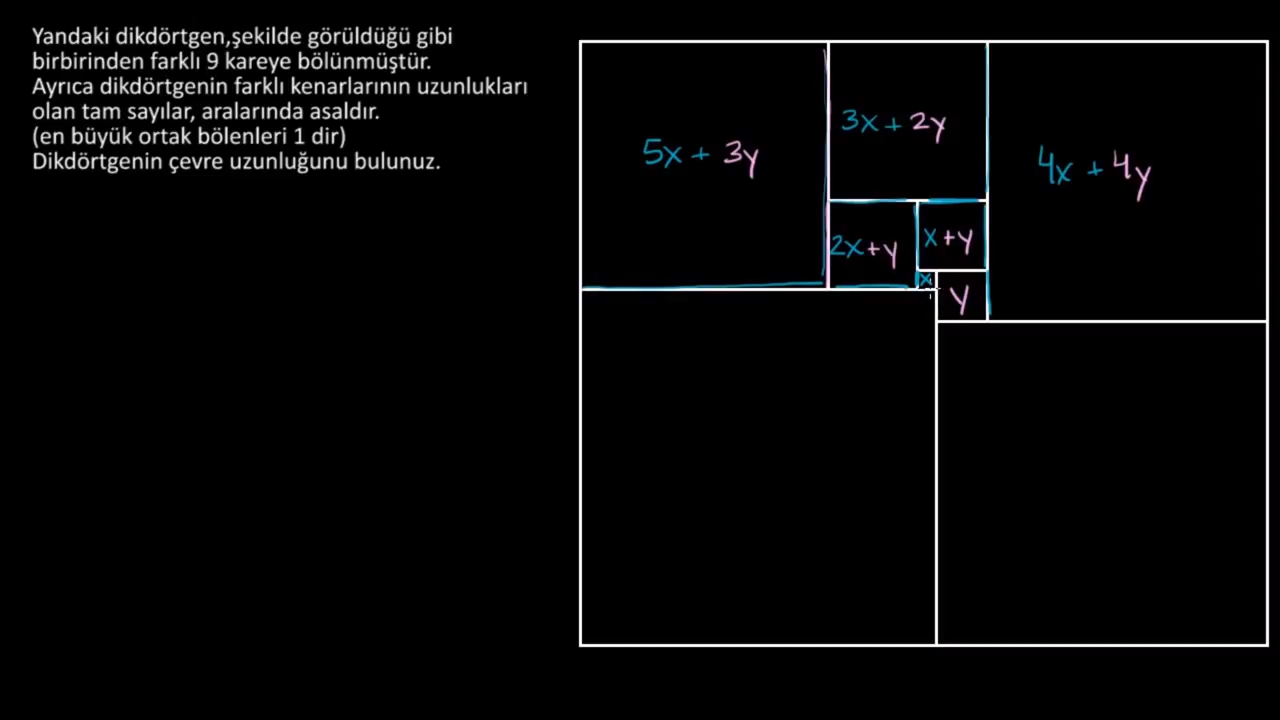 Yandaki dikdörtgen,şekilde görüldüğü gibi
birbirinden farklı 9 kareye bölünmüştür.
Ayrıca dikdörtgenin farklı kenarlarının uzunlukları
olan tam sayılar, aralarında asaldır.
(en büyük ortak bölenleri 1 dir)
Dikdörtgenin çevre uzunluğunu bulunuz.
5x + 3y
3x + 2y
4x + 4y
2x+y
x+y
x
y